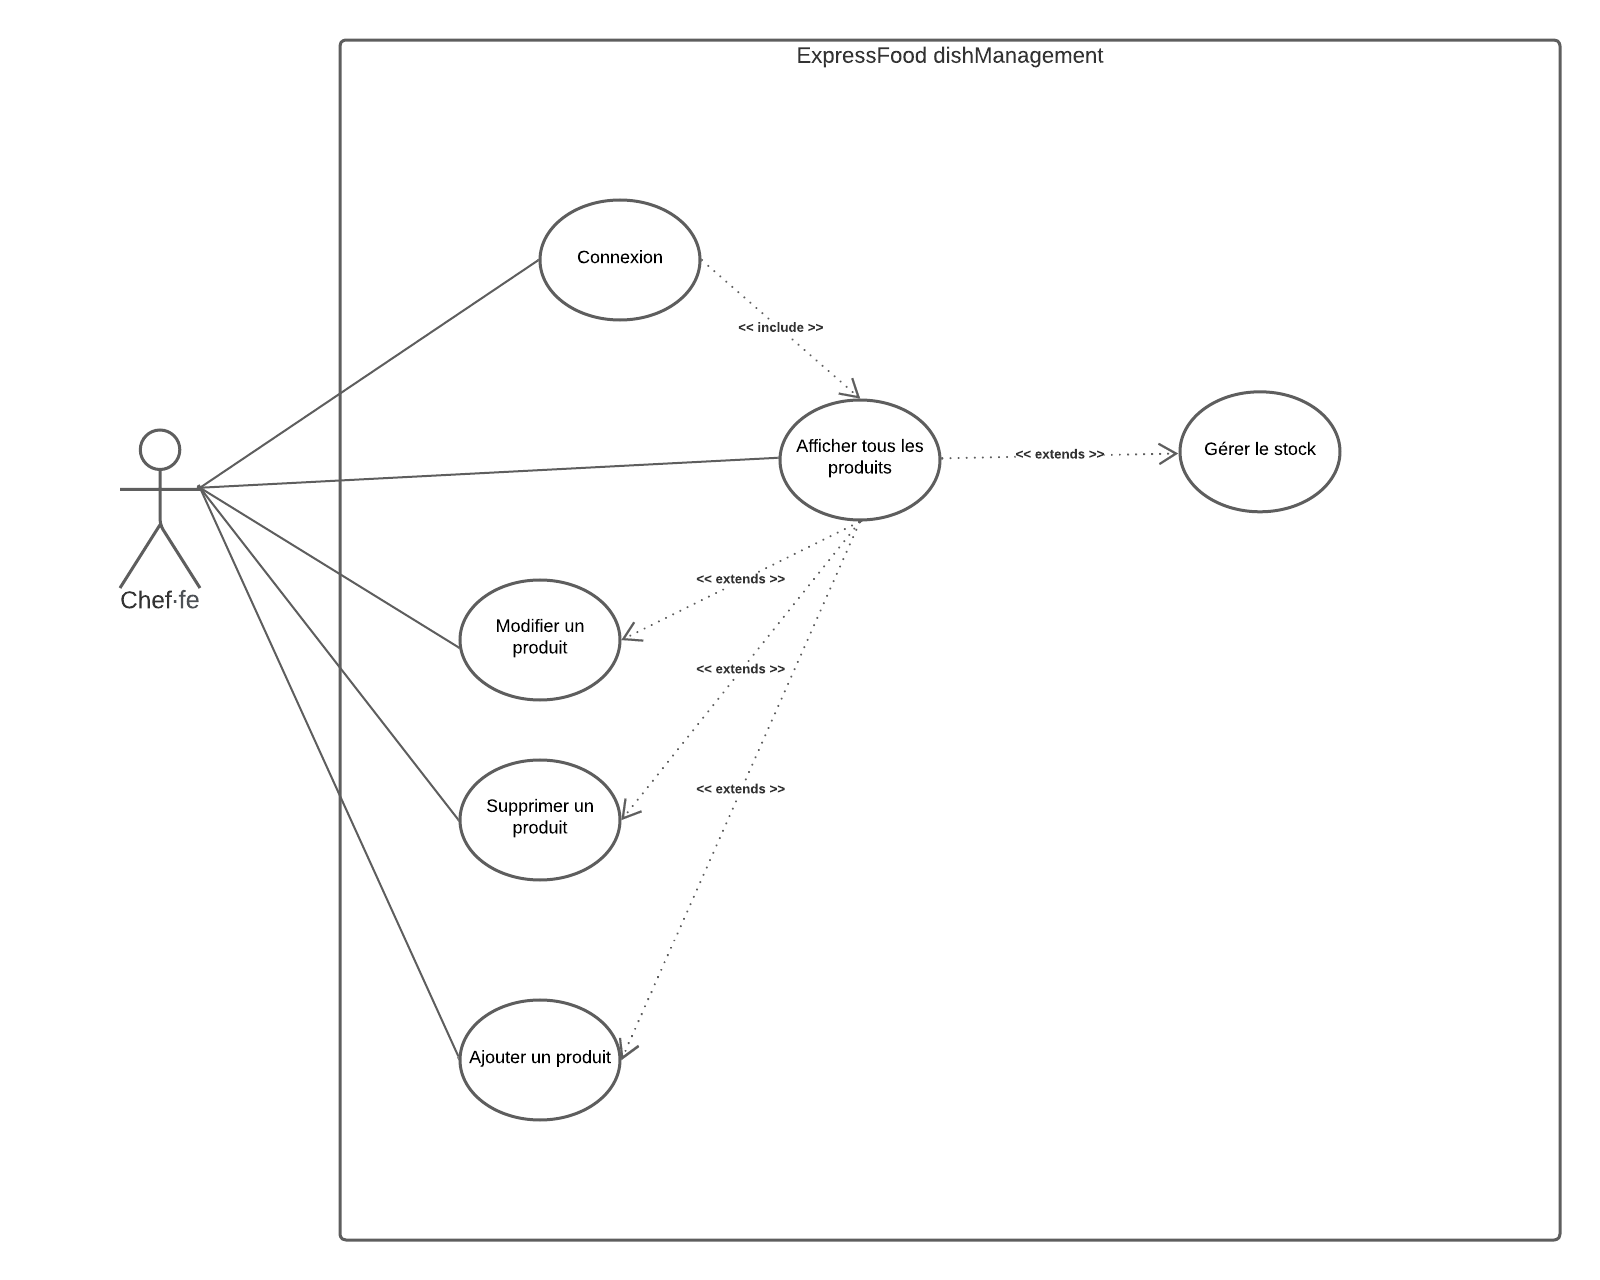 ExpressFood dishManagement
Connexion
<< include >>
Afficher tous les
produits
<< extends >>
Gérer le stock
<< extends >>
Chef·fe
Modifier un
produit
<< extends >>
Supprimer un
produit
<< extends >>
Ajouter un produit